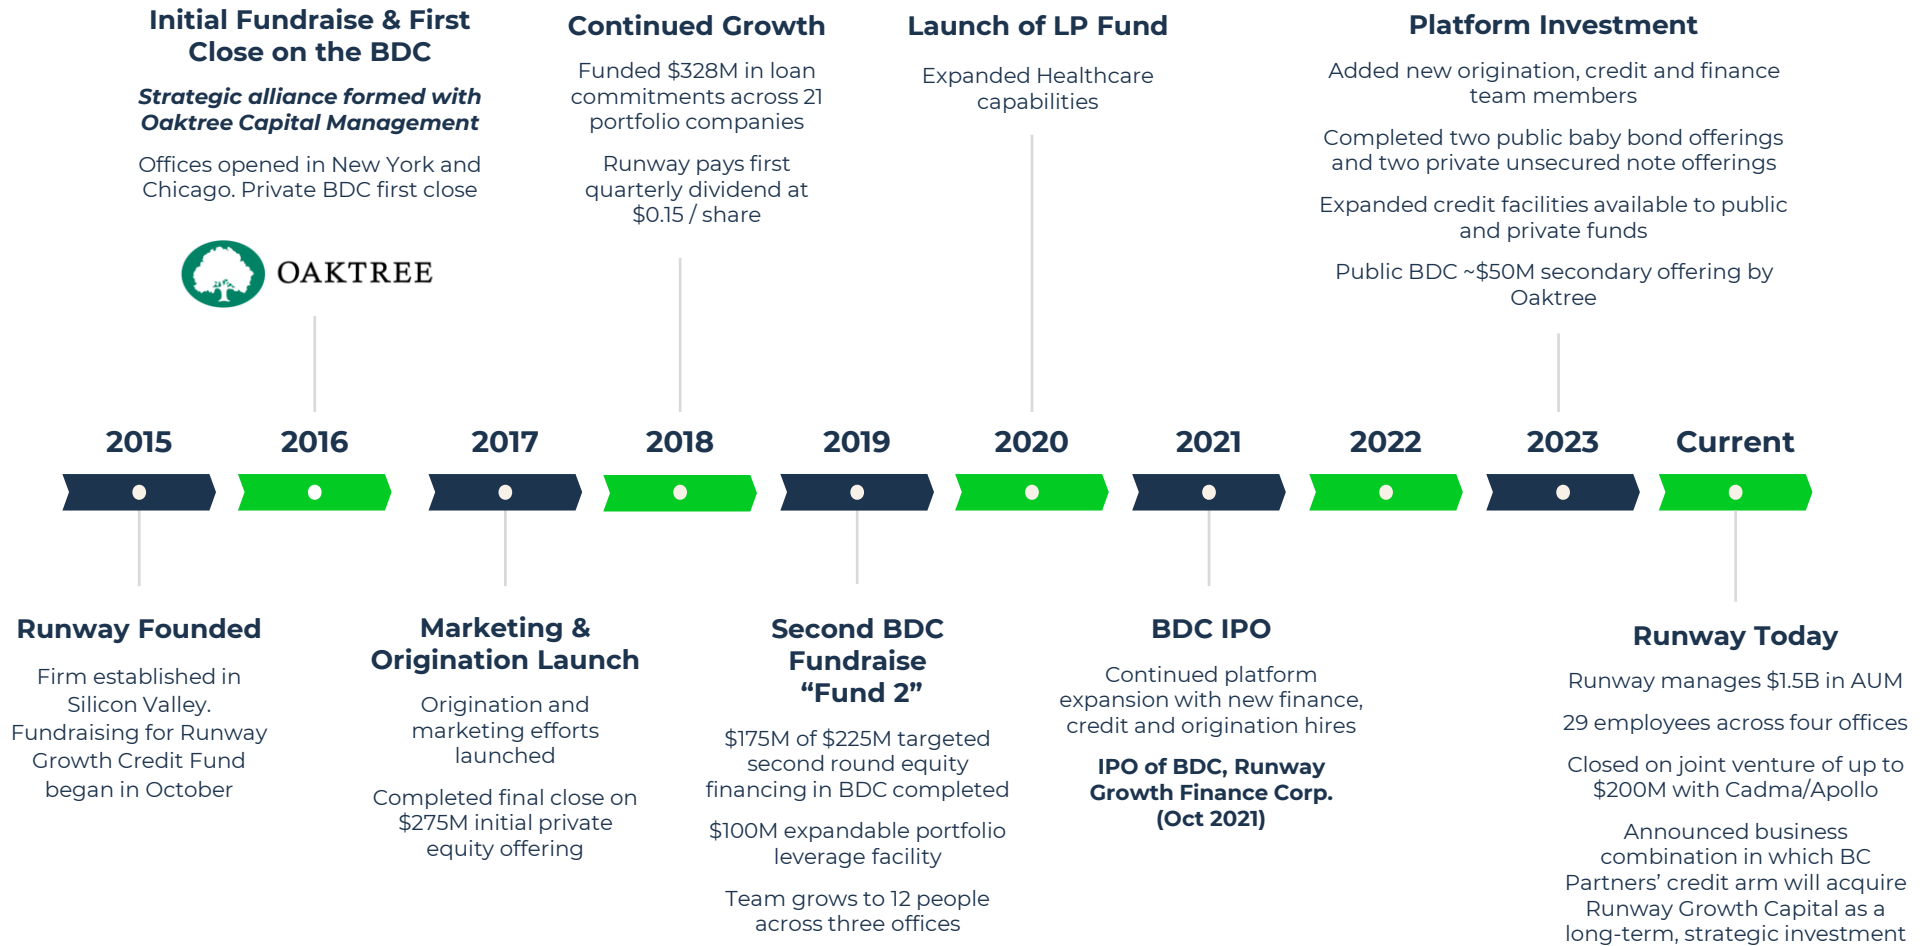 Initial Fundraise & First
Close on the BDC
Strategic alliance formed with
Oaktree Capital Management
Offices opened in New York and
Chicago. Private BDC first close
OAKTREE
Continued Growth
Funded $328M in loan
commitments across 21
portfolio companies
Runway pays first
quarterly dividend at
$0.15 / share
Launch of LP Fund
Expanded Healthcare
capabilities
Platform Investment
Added new origination, credit and finance
team members
Completed two public baby bond offerings
and two private unsecured note offerings
Expanded credit facilities available to public
and private funds
Public BDC ~$50M secondary offering by
Oaktree
2015
2016
2017
2018
2019
2020
2021
2022
2023
Current
Runway Founded
Firm established in
Silicon Valley.
Fundraising for Runway
Growth Credit Fund
began in October
Marketing &
Origination Launch
Origination and
marketing efforts
launched
Completed final close on
$275M initial private
equity offering
Second BDC
Fundraise
“Fund 2”
$175M of $225M targeted
second round equity
financing in BDC completed
$100M expandable portfolio
leverage facility
Team grows to 12 people
across three offices
BDC IPO
Continued platform
expansion with new finance,
credit and origination hires
IPO of BDC, Runway
Growth Finance Corp.
(Oct 2021)
Runway Today
Runway manages $1.5B in AUM
29 employees across four offices
Closed on joint venture of up to
$200M with Cadma/Apollo
Announced business
combination in which BC
Partners’ credit arm will acquire
Runway Growth Capital as a
long-term, strategic investment